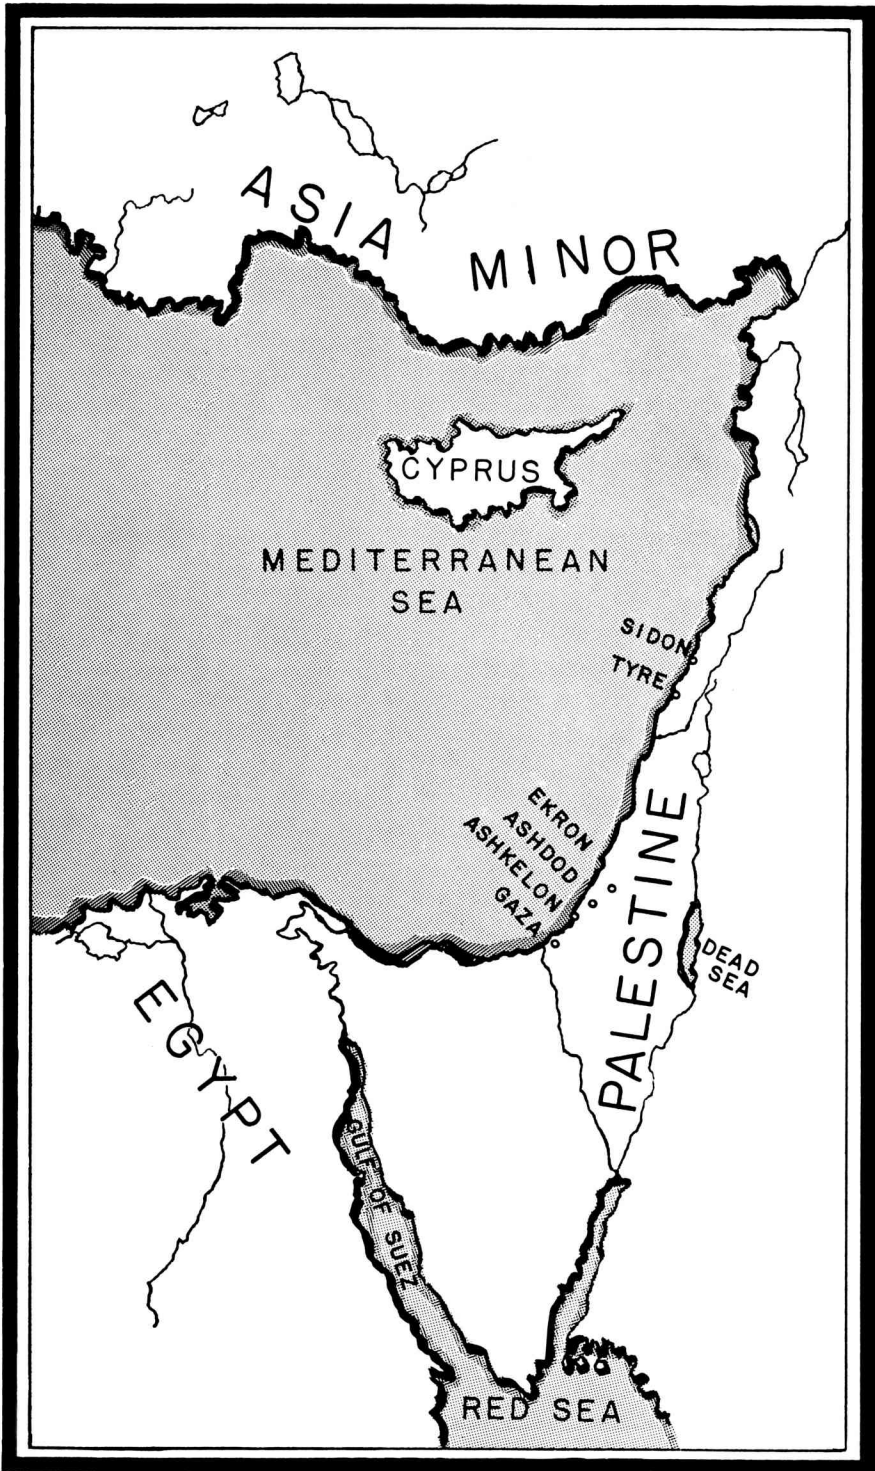 ASIA MINOR
CYPRUS
MEDITERRANEAN
SEA
SIDON
TYRE
EKRON
ASHDOD
ASHKELON
GAZA
PALESTINE
DEAD
SEA
EGYPT
GULF OF SUEZ
RED SEA